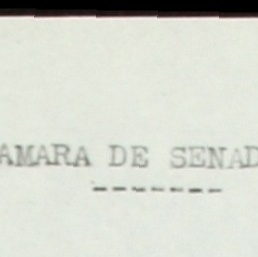 AMARA DE SENAD
-------